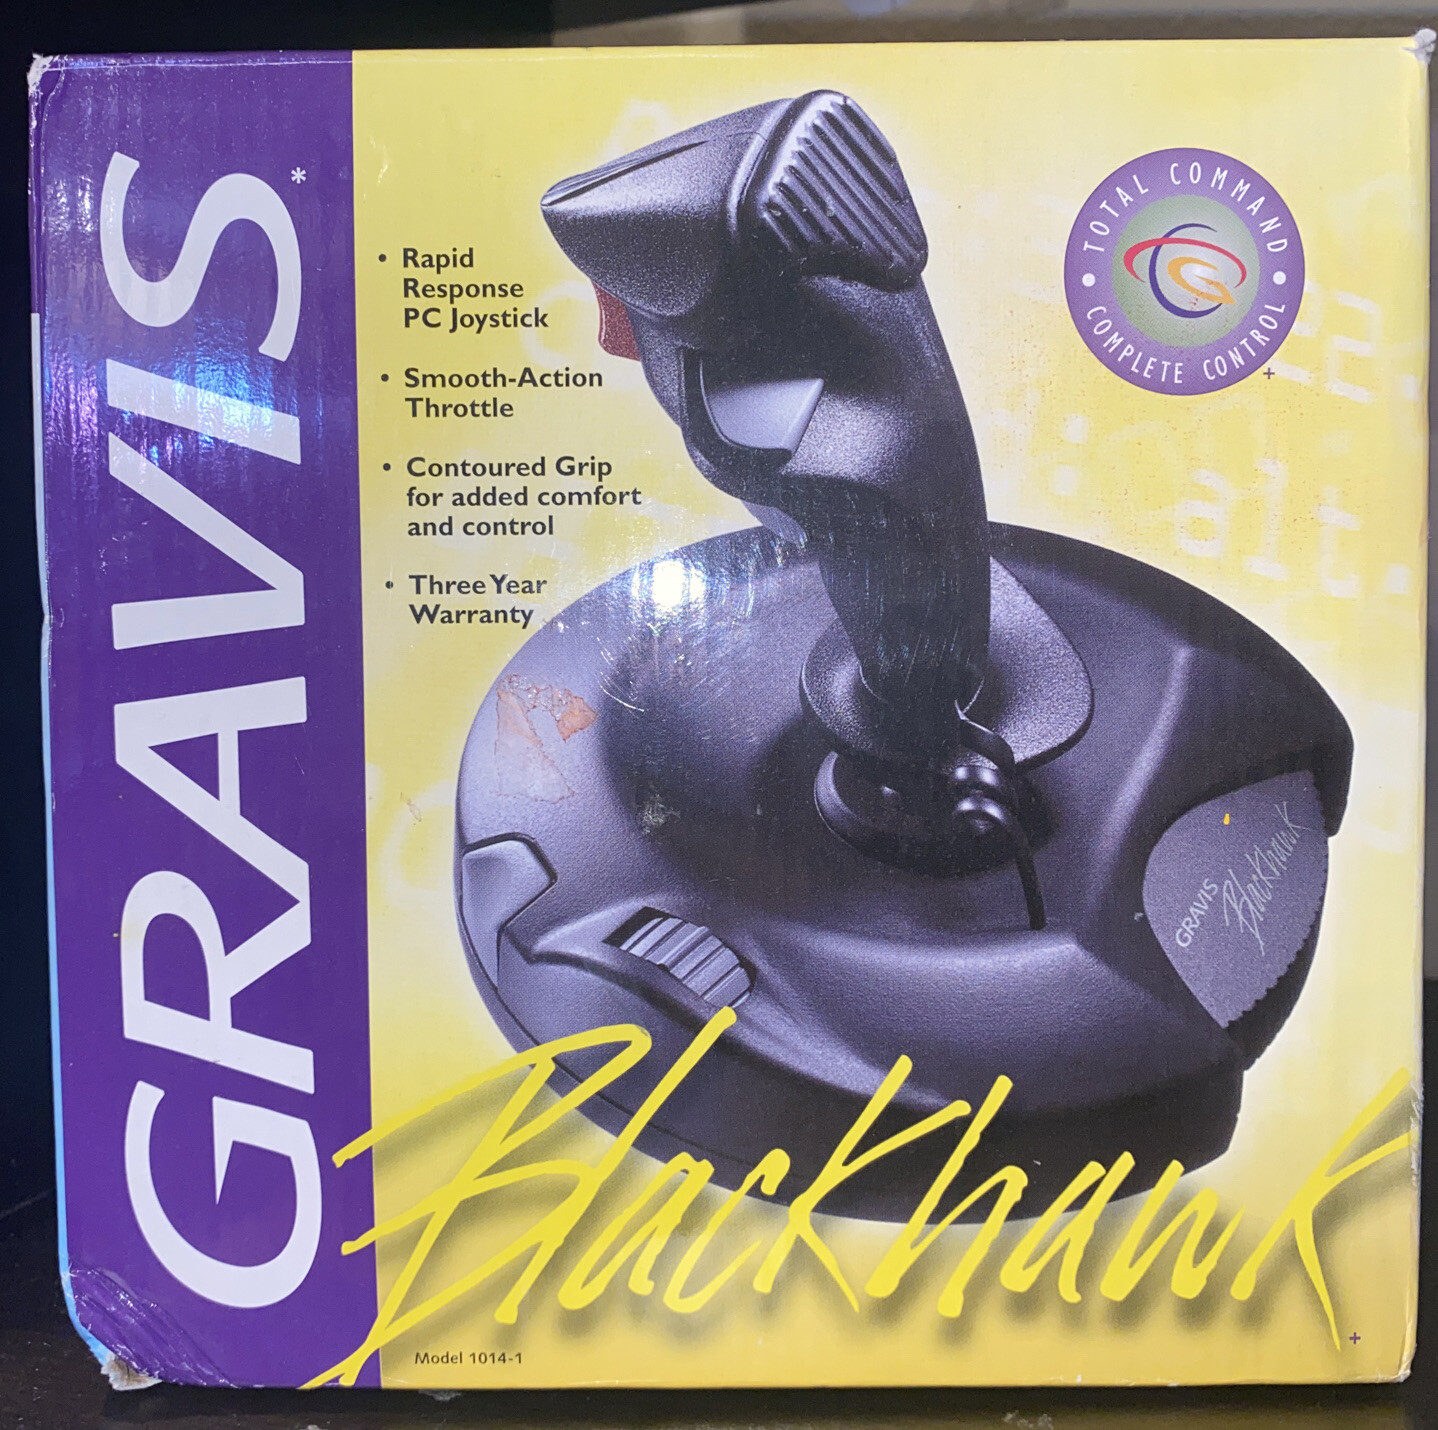 GRAVIS*
• Rapid
Response
PC Joystick
• Smooth-Action
Throttle
• Contoured Grip
for added comfort
and control
• Three Year
Warranty
TOTAL COMMAND
• COMPLETE CONTROL •
+
alt.
GRAVIS
Blackhawk
Blackhawk
+
Model 1014-1